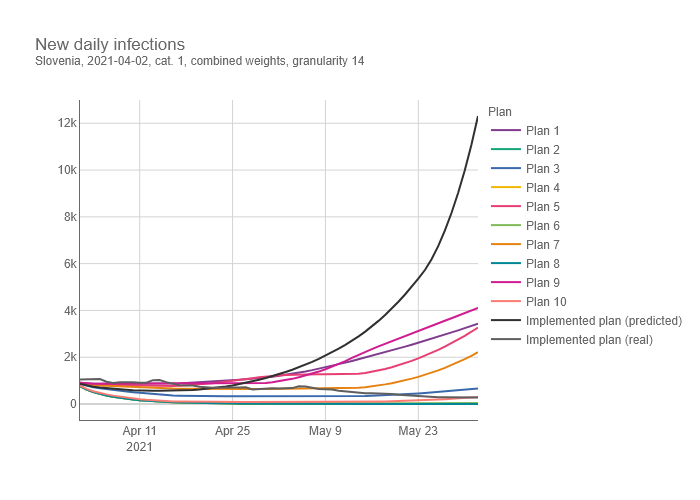 New daily infections
Slovenia, 2021-04-02, cat. 1, combined weights, granularity 14
Plan
12k
10k
8k
6k
4k
2k
0
Apr 11
2021
Apr 25
May 9
May 23
Plan 1
Plan 2
Plan 3
Plan 4
Plan 5
Plan 6
Plan 7
Plan 8
Plan 9
Plan 10
Implemented plan (predicted)
Implemented plan (real)